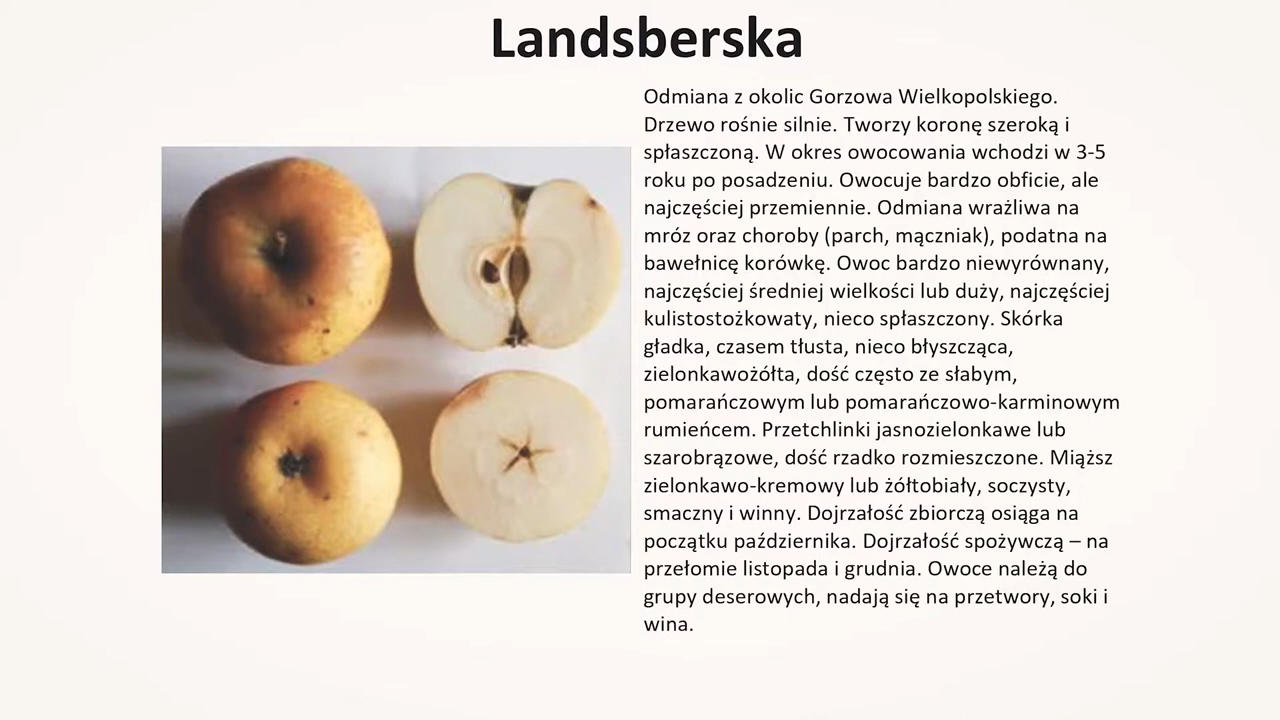 Landsberska
Odmiana z okolic Gorzowa Wielkopolskiego.
Drzewo rośnie silnie. Tworzy koronę szeroką i
spłaszczoną. W okres owocowania wchodzi w 3-5
roku po posadzeniu. Owocuje bardzo obficie, ale
najczęściej przemiennie. Odmiana wrażliwa na
mróz oraz choroby (parch, mączniak), podatna na
bawełnicę korówkę. Owoc bardzo niewyrównany,
najczęściej średniej wielkości lub duży, najczęściej
kulistostożkowaty, nieco spłaszczony. Skórka
gładka, czasem tłusta, nieco błyszcząca,
zielonkawożółta, dość często ze słabym,
pomarańczowym lub pomarańczowo-karminowym
rumieńcem. Przetchlinki jasnozielonkawe lub
szarobrązowe, dość rzadko rozmieszczone. Miąższ
zielonkawo-kremowy lub żółtobiały, soczysty,
smaczny i winny. Dojrzałość zbiorczą osiąga na
początku października. Dojrzałość spożywczą – na
przełomie listopada i grudnia. Owoce należą do
grupy deserowych, nadają się na przetwory, soki i
wina.